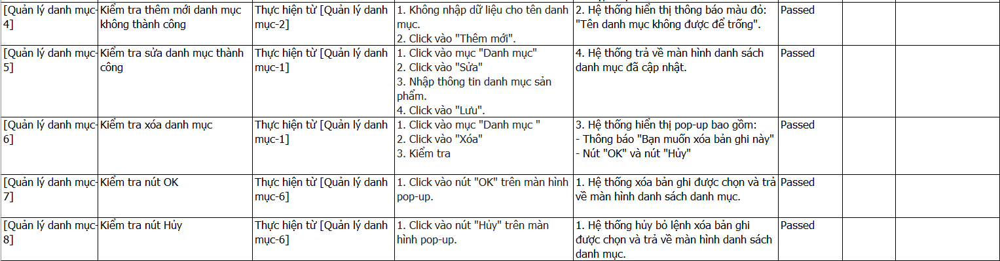 [Quản lý danh mục-
4]
Kiểm tra thêm mới danh mục
không thành công
Thực hiện từ [Quản lý danh
mục-2]
1. Không nhập dữ liệu cho tên danh
mục.
2. Click vào "Thêm mới".
2. Hệ thống hiển thị thông báo màu đỏ:
"Tên danh mục không được để trống".
Passed
[Quản lý danh mục-
5]
Kiểm tra sửa danh mục thành
công
Thực hiện từ [Quản lý danh
mục-1]
1. Click vào mục "Danh mục"
2. Click vào "Sửa"
3. Nhập thông tin danh mục sản
phẩm.
4. Click vào "Lưu".
4. Hệ thống trả về màn hình danh sách
danh mục đã cập nhật.
Passed
[Quản lý danh mục-
6]
Kiểm tra xóa danh mục
Thực hiện từ [Quản lý danh
mục-1]
1. Click vào mục "Danh mục "
2. Click vào "Xóa"
3. Kiểm tra
3. Hệ thống hiển thị pop-up bao gồm:
- Thông báo "Bạn muốn xóa bản ghi này"
- Nút "OK" và nút "Hủy"
Passed
[Quản lý danh mục-
7]
Kiểm tra nút OK
Thực hiện từ [Quản lý danh
mục-6]
1. Click vào nút "OK" trên màn hình
pop-up.
1. Hệ thống xóa bản ghi được chọn và trả
về màn hình danh sách danh mục.
Passed
[Quản lý danh mục-
8]
Kiểm tra nút Hủy
Thực hiện từ [Quản lý danh
mục-6]
1. Click vào nút "Hủy" trên màn
hình pop-up.
1. Hệ thống hủy bỏ lệnh xóa bản ghi
được chọn và trả về màn hình danh sách
danh mục.
Passed